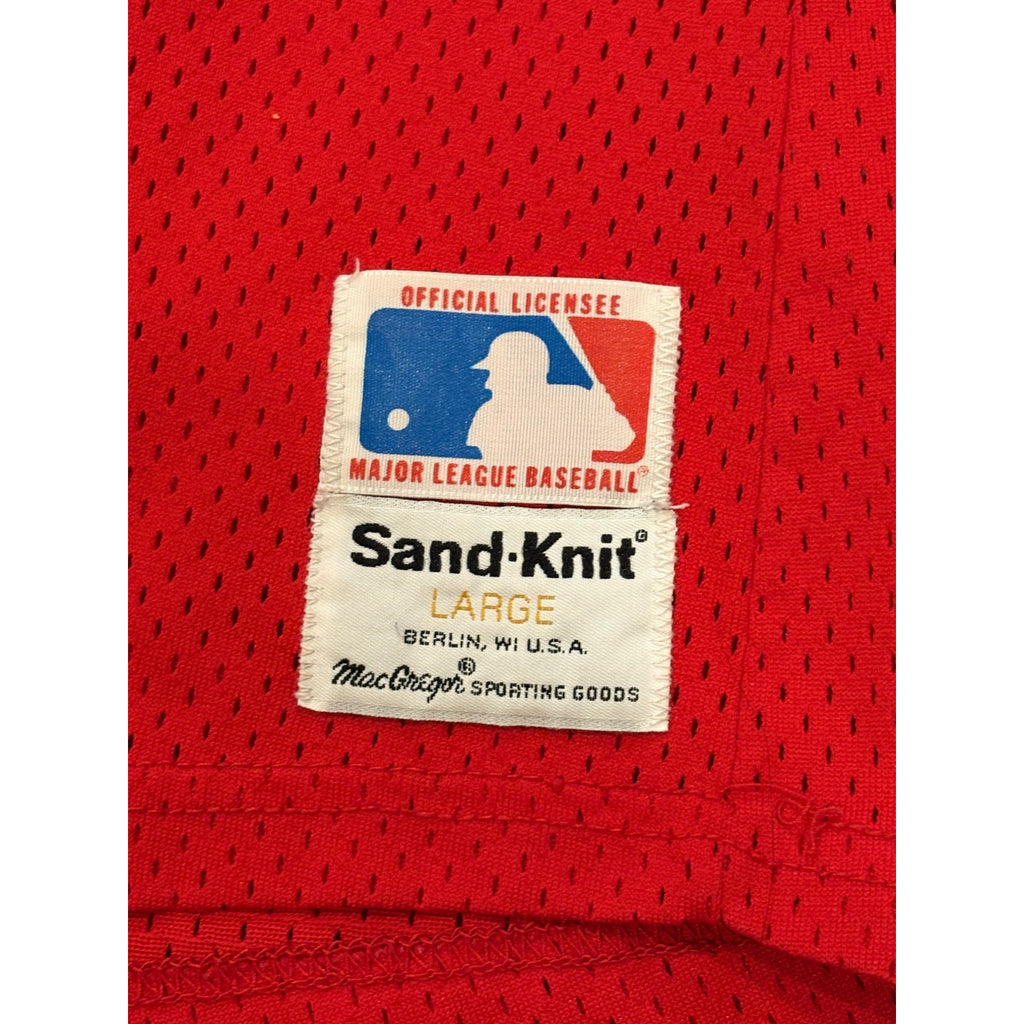 OFFICIAL LICENSEE
MAJOR LEAGUE BASEBALL®
Sand·Knit®
LARGE
BERLIN, WI U.S.A.
MacGregor® SPORTING GOODS